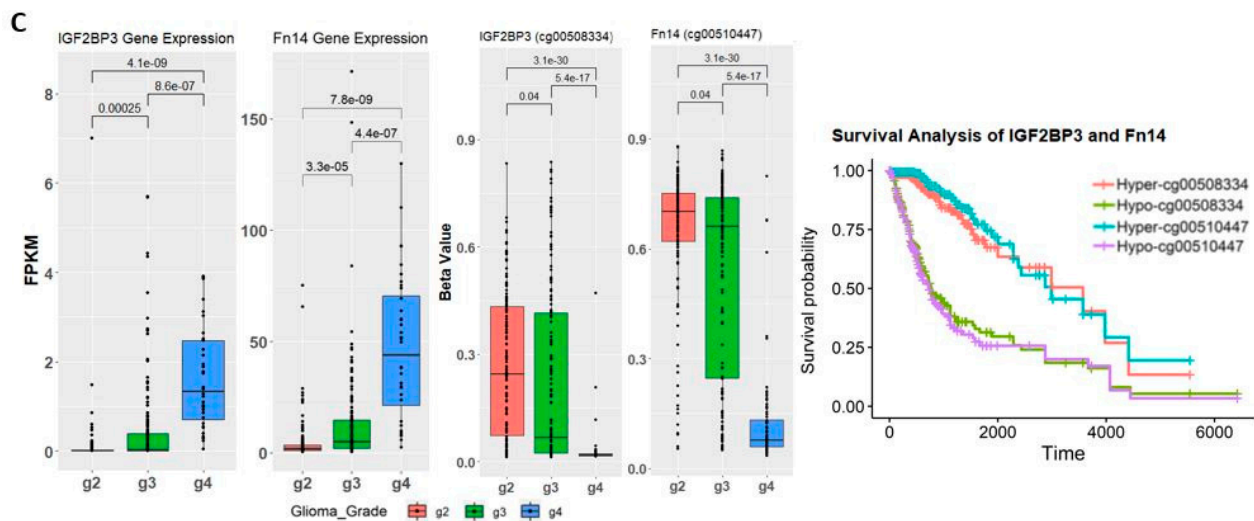 C
IGF2BP3 Gene Expression
4.1e-09
8.6e-07
0.00025
FPKM
8
6
4
2
0
g2
g3
g4
Fn14 Gene Expression
7.8e-09
4.4e-07
3.3e-05
150
100
50
0
g2
g3
g4
IGF2BP3 (cg00508334)
3.1e-30
5.4e-17
0.04
Beta Value
0.9
0.6
0.3
0.0
g2
g3
g4
Fn14 (cg00510447)
3.1e-30
5.4e-17
0.04
0.9
0.6
0.3
0.0
g2
g3
g4
Glioma_Grade
g2
g3
g4
Survival Analysis of IGF2BP3 and Fn14
Survival probability
1.00
0.75
0.50
0.25
0.00
Hyper-cg00508334
Hypo-cg00508334
Hyper-cg00510447
Hypo-cg00510447
0
2000
4000
6000
Time